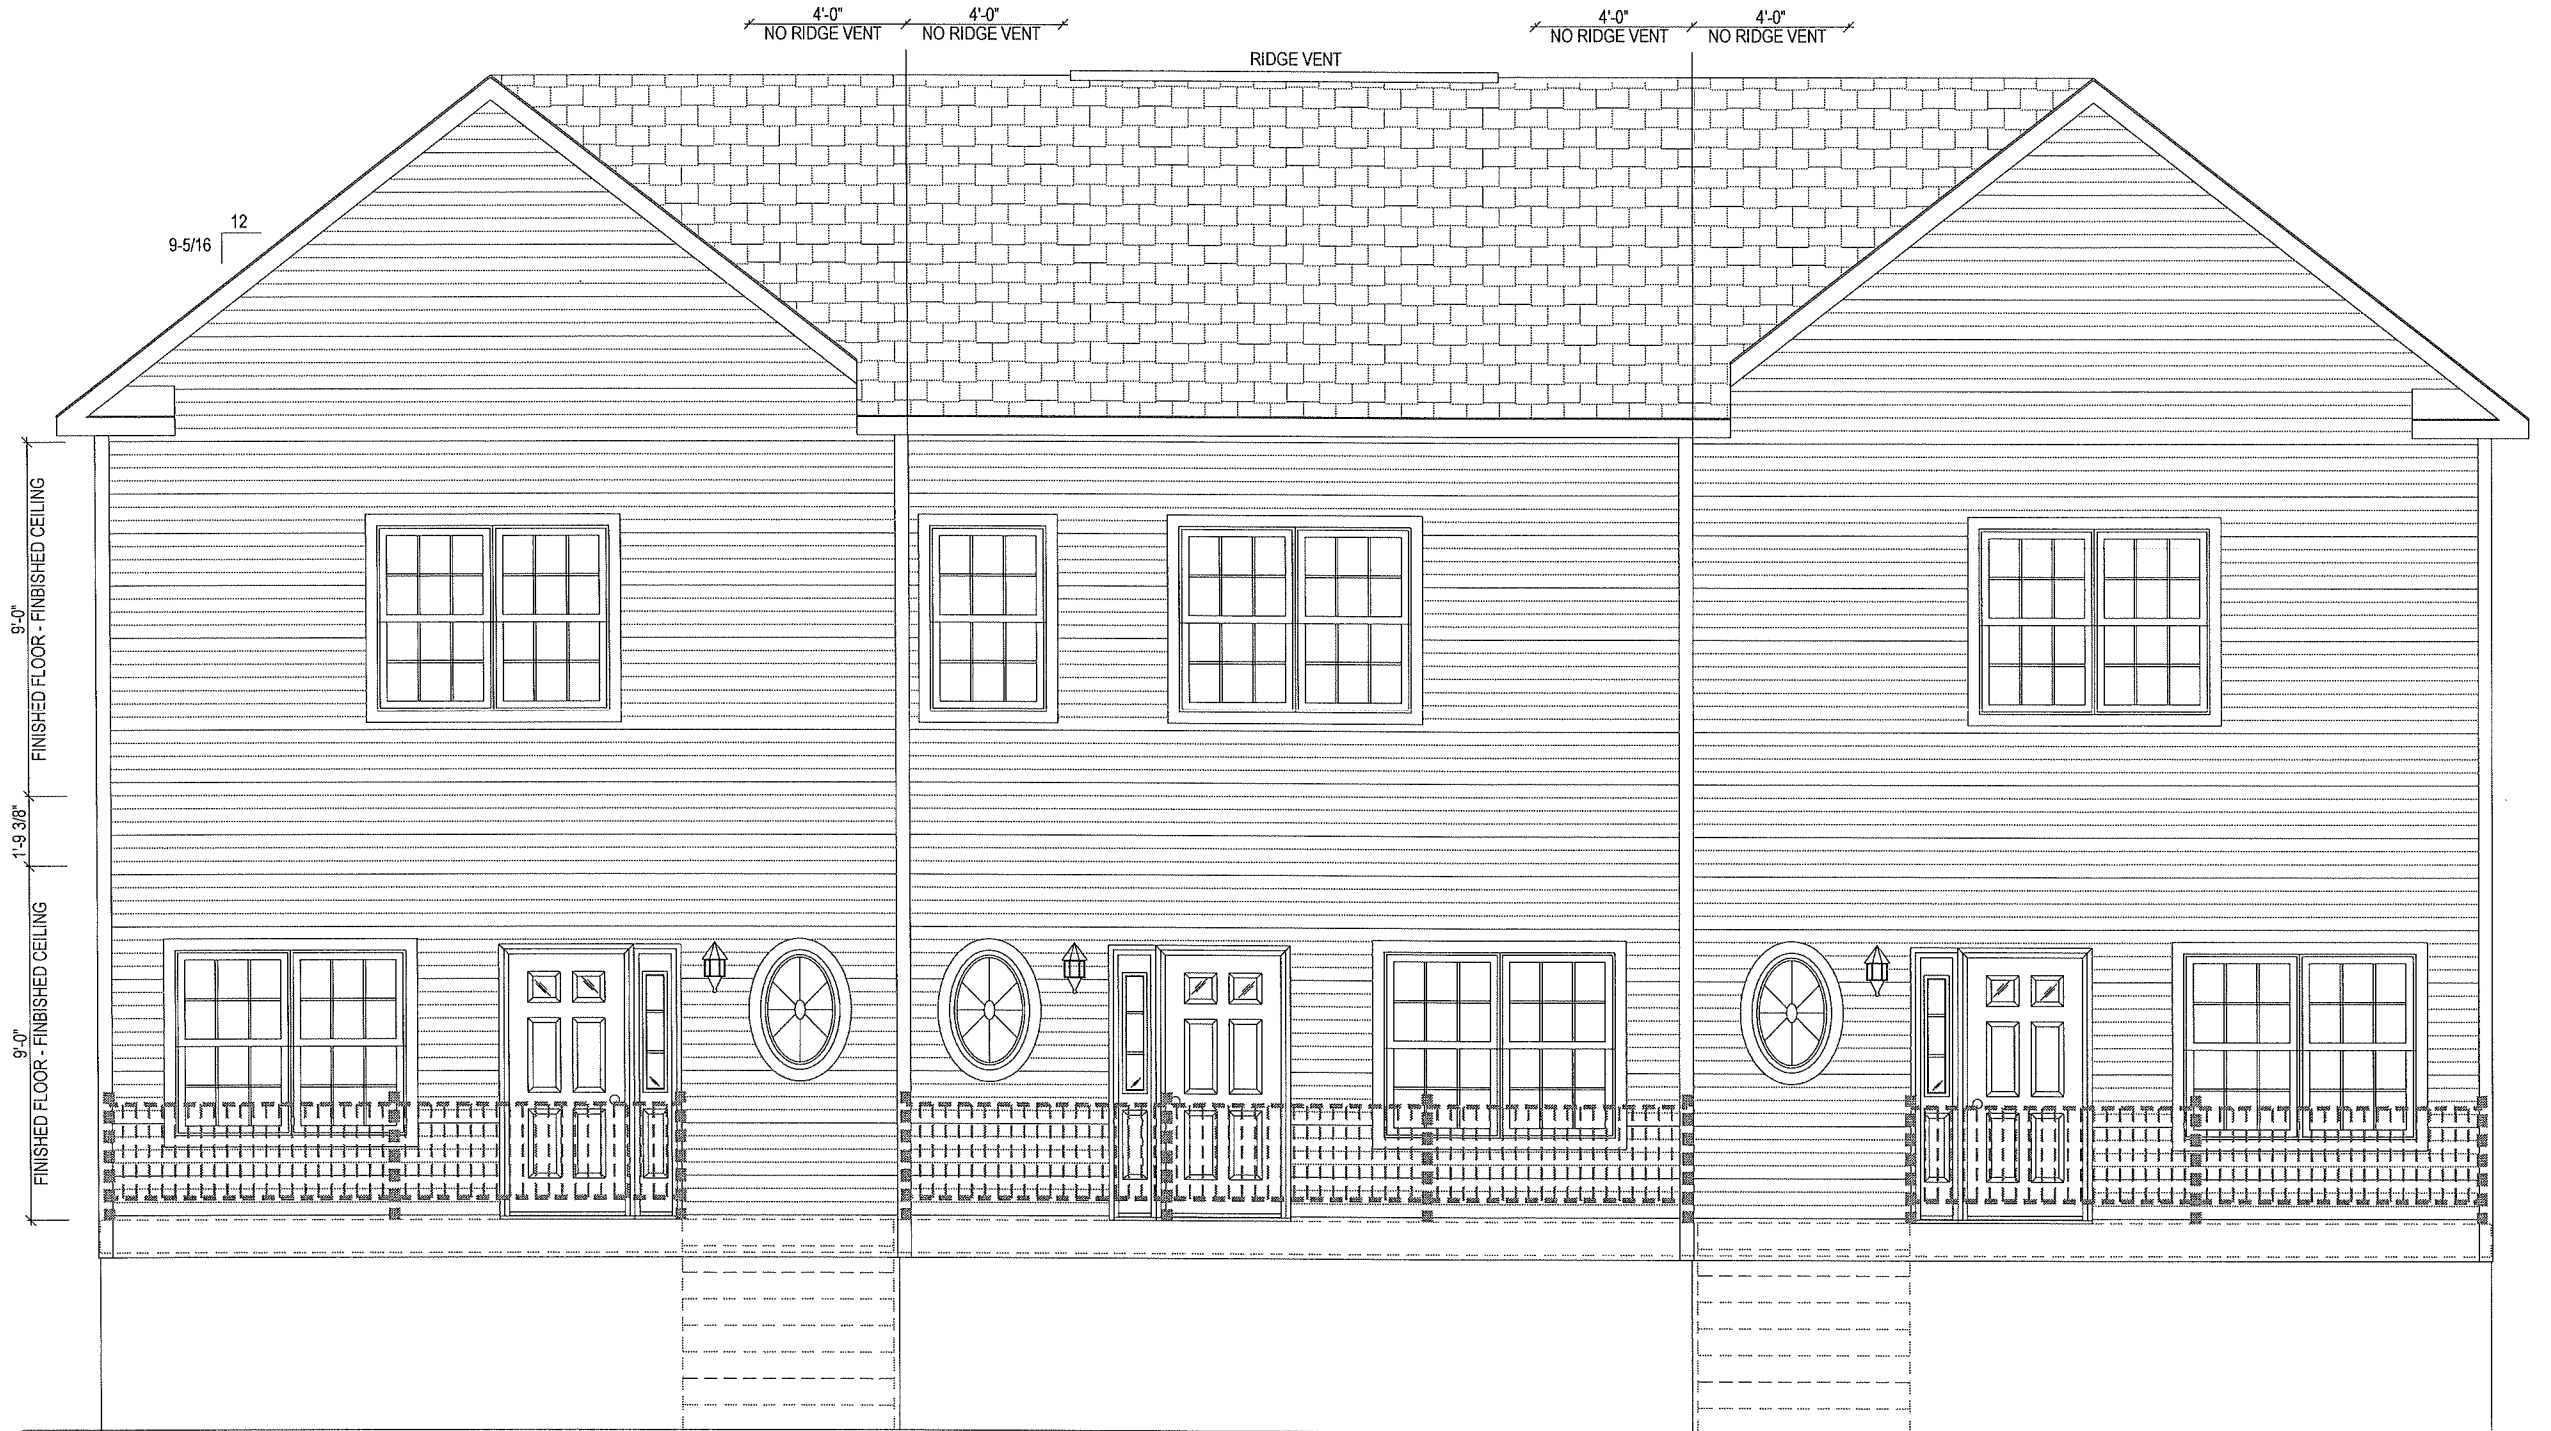 4'-0"
NO RIDGE VENT
4'-0"
NO RIDGE VENT
4'-0"
NO RIDGE VENT
4'-0"
NO RIDGE VENT
RIDGE VENT
12
9-5/16
9'-0"
FINISHED FLOOR - FINBISHED CEILING
1'-9 3/8"
9'-0"
FINISHED FLOOR - FINBISHED CEILING